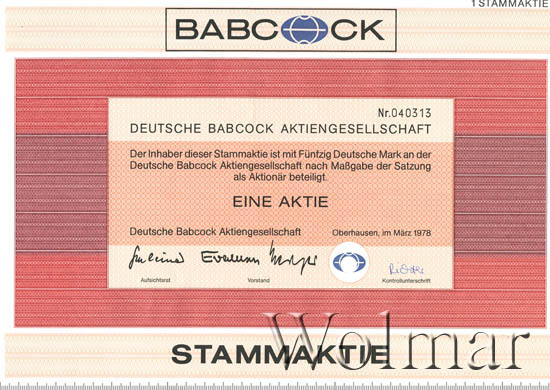 1 STAMMAKTIE
BABCOCK
Nr.040313
DEUTSCHE BABCOCK AKTIENGESELLSCHAFT
Der Inhaber dieser Stammaktie ist mit Fünfzig Deutsche Mark an der
Deutsche Babcock Aktiengesellschaft nach Maßgabe der Satzung
als Aktionär beteiligt.
EINE AKTIE
Deutsche Babcock Aktiengesellschaft Oberhausen, im März 1978
Aufsichtsrat Vorstand Kontrollunterschrift
Wolmar
STAMMAKTIE